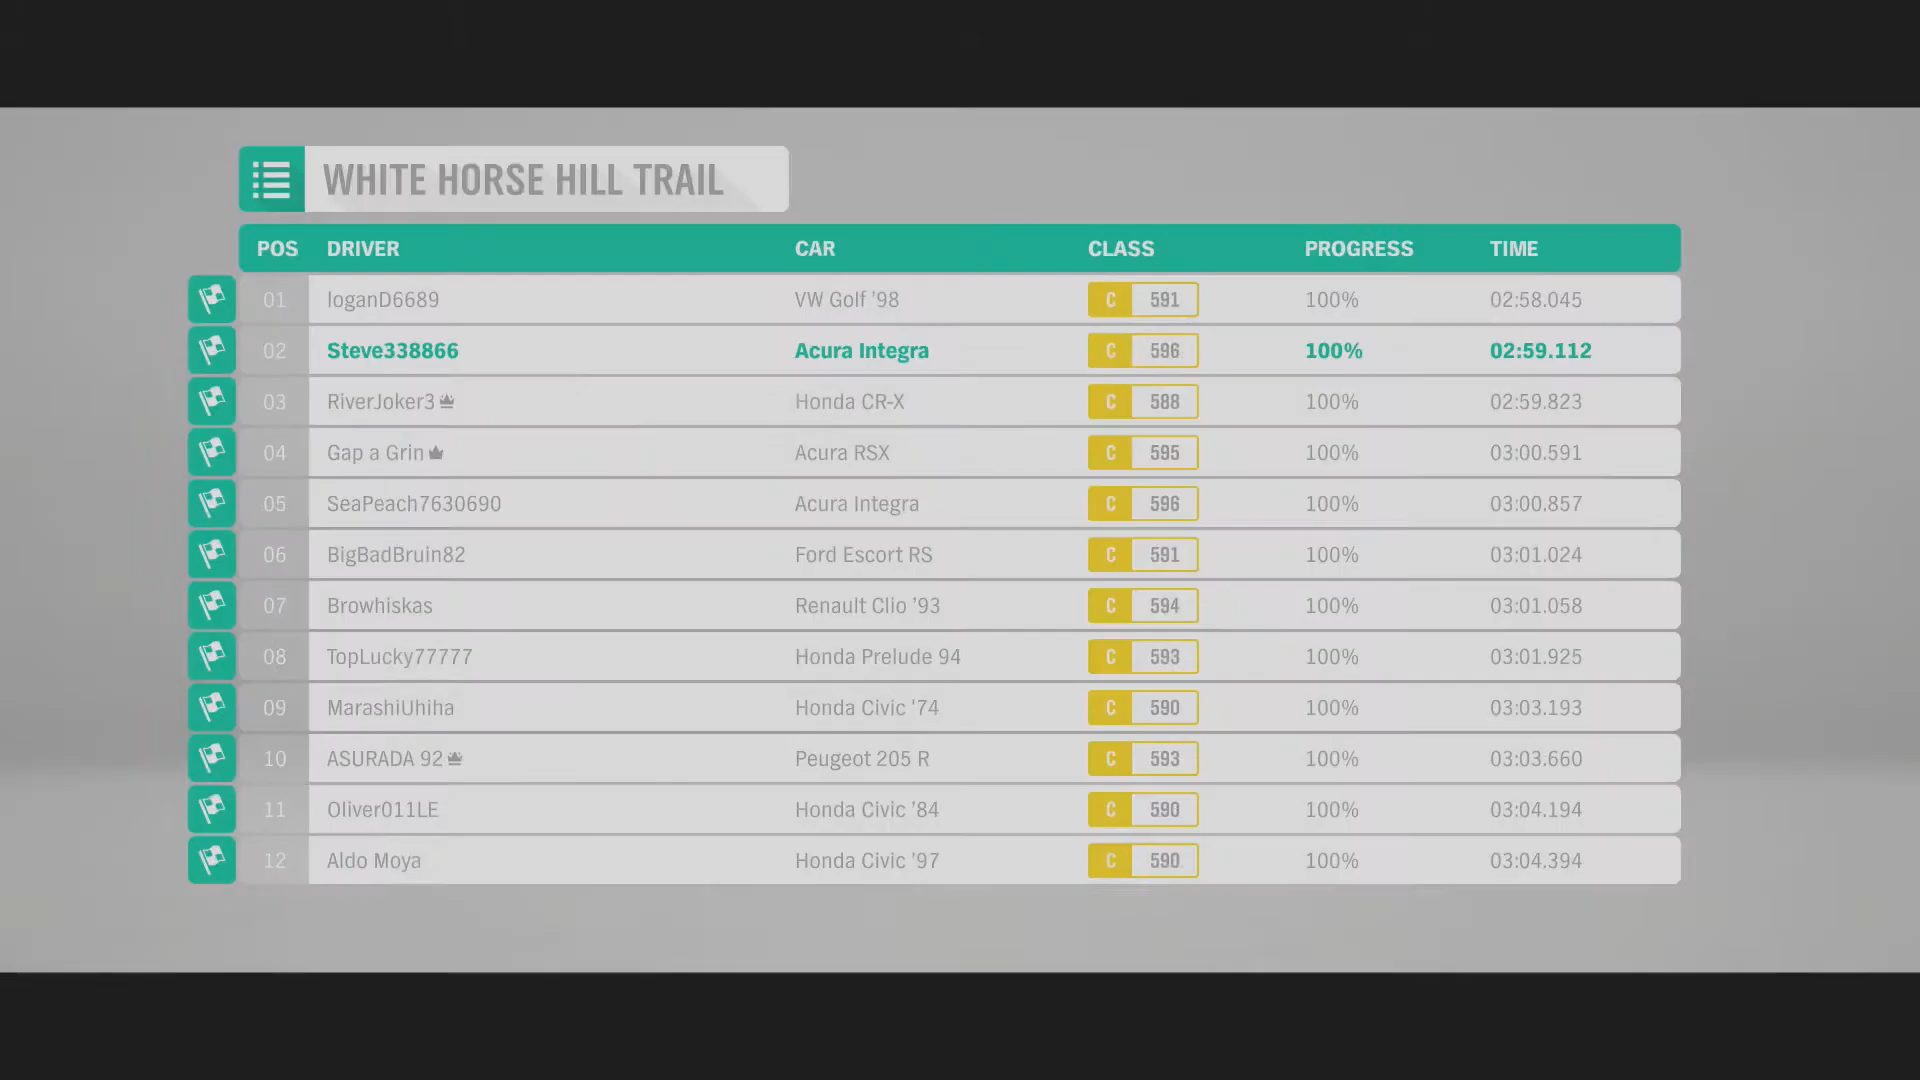 WHITE HORSE HILL TRAIL
POS DRIVER CAR CLASS PROGRESS TIME
01 loganD6689 VW Golf '98 C 591 100% 02:58.045
02 Steve338866 Acura Integra C 596 100% 02:59.112
03 RiverJoker3 Honda CR-X C 588 100% 02:59.823
04 Gap a Grin Acura RSX C 595 100% 03:00.591
05 SeaPeach7630690 Acura Integra C 596 100% 03:00.857
06 BigBadBruin82 Ford Escort RS C 591 100% 03:01.024
07 Browhiskas Renault Clio '93 C 594 100% 03:01.058
08 TopLucky77777 Honda Prelude 94 C 593 100% 03:01.925
09 MarashiUhiha Honda Civic '74 C 590 100% 03:03.193
10 ASURADA 92 Peugeot 205 R C 593 100% 03:03.660
11 Oliver011LE Honda Civic '84 C 590 100% 03:04.194
12 Aldo Moya Honda Civic '97 C 590 100% 03:04.394